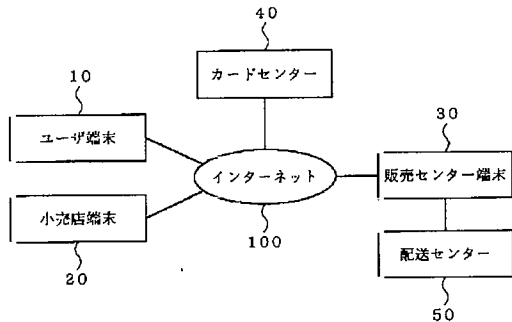 40
カードセンター
10
ユーザ端末
30
インターネット
販売センター端末
小売店端末
100
20
配送センター
50